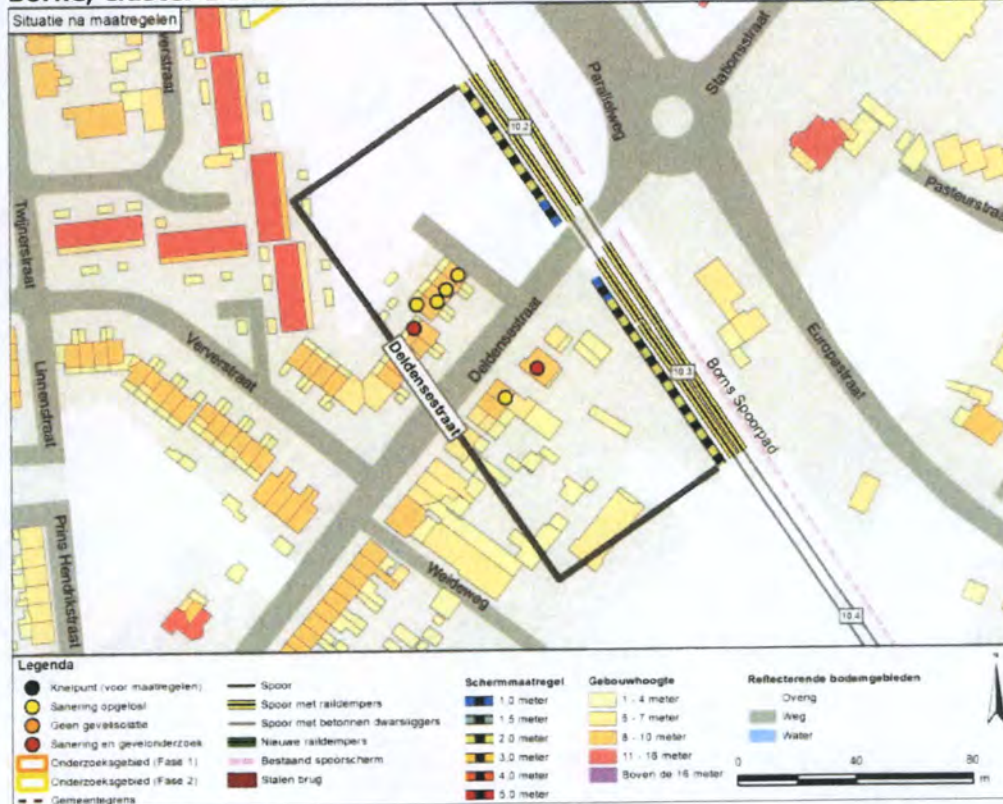 Situatie na maatregelen
Parallelweg
Stationsstraat
Pasteurstraat
Twijnerstraat
Linnenstraat
Ververstraat
Prins Hendrikstraat
Deldensestraat
Deldensestraat
Weideweg
Borns Spoorpad
Europastraat
10.2
10.3
10.4
Legenda
Knelpunt (voor maatregelen)
Sanering opgelost
Geen gevelisolatie
Sanering en gevelonderzoek
Onderzoeksgebied (Fase 1)
Onderzoeksgebied (Fase 2)
Gemeentegrens
Spoor
Spoor met raildempers
Spoor met betonnen dwarsliggers
Nieuwe raildempers
Bestaand spoorscherm
Stalen brug
Schermmaatregel
1,0 meter
1,5 meter
2,0 meter
3,0 meter
4,0 meter
5,0 meter
Gebouwhoogte
1 - 4 meter
5 - 7 meter
8 - 10 meter
11 - 16 meter
Boven de 16 meter
Reflecterende bodemgebieden
Overig
Weg
Water
0 40 80
m